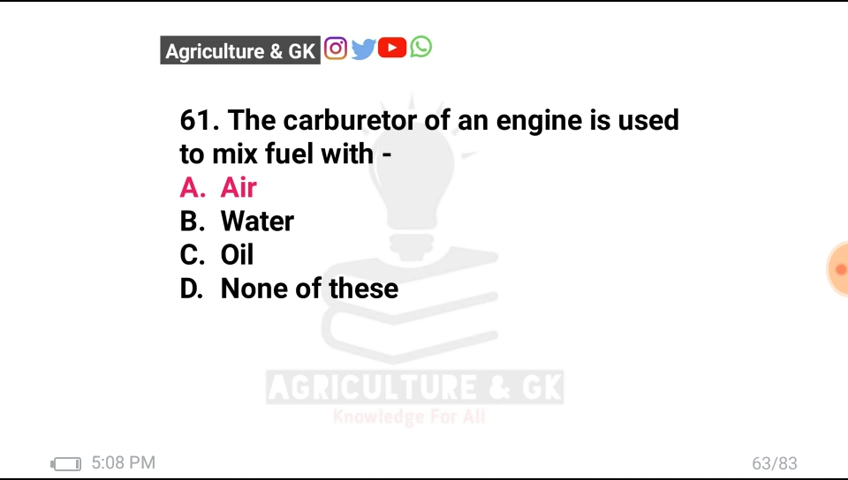 Agriculture & GK
61. The carburetor of an engine is used
to mix fuel with -
A. Air
B. Water
C. Oil
D. None of these
AGRICULTURE & GK
Knowledge For All
5:08 PM
63/83